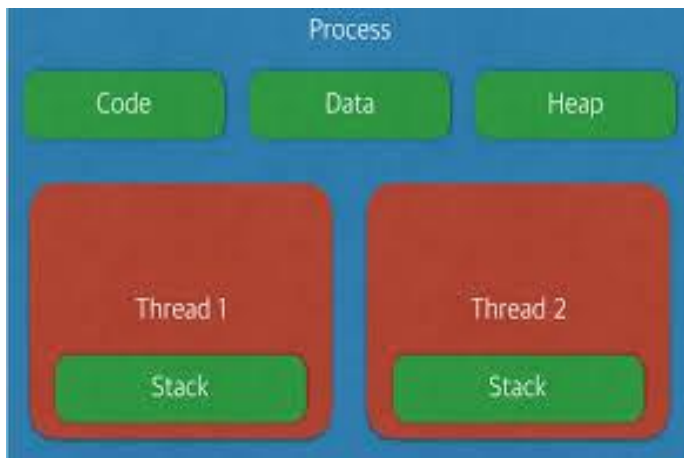 Process
Code Data Heap
Thread 1 Thread 2
Stack Stack